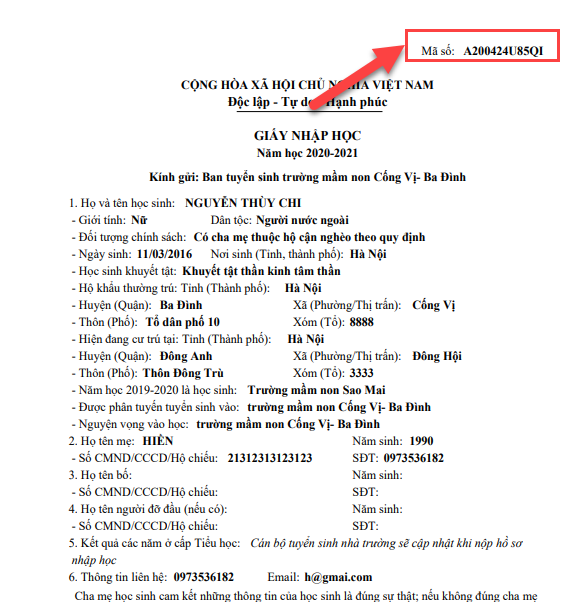 Mã số: A200424U85QI
CỘNG HÒA XÃ HỘI CHỦ NGHĨA VIỆT NAM
Độc lập - Tự do Hạnh phúc
GIẤY NHẬP HỌC
Năm học 2020-2021
Kính gửi: Ban tuyển sinh trường mầm non Cống Vị- Ba Đình
1. Họ và tên học sinh: NGUYỄN THÙY CHI
- Giới tính: Nữ Dân tộc: Người nước ngoài
- Đối tượng chính sách: Có cha mẹ thuộc hộ cận nghèo theo quy định
- Ngày sinh: 11/03/2016 Nơi sinh (Tỉnh, thành phố): Hà Nội
- Học sinh khuyết tật: Khuyết tật thần kinh tâm thần
- Hộ khẩu thường trú: Tỉnh (Thành phố): Hà Nội
- Huyện (Quận): Ba Đình Xã (Phường/Thị trấn): Cống Vị
- Thôn (Phố): Tổ dân phố 10 Xóm (Tổ): 8888
- Hiện đang cư trú tại: Tỉnh (Thành phố): Hà Nội
- Huyện (Quận): Đông Anh Xã (Phường/Thị trấn): Đông Hội
- Thôn (Phố): Thôn Đông Trù Xóm (Tổ): 3333
- Năm học 2019-2020 là học sinh: Trường mầm non Sao Mai
- Được phân tuyến tuyển sinh vào: trường mầm non Cống Vị- Ba Đình
- Nguyện vọng vào học: trường mầm non Cống Vị- Ba Đình
2. Họ tên mẹ: HIỀN Năm sinh: 1990
- Số CMND/CCCD/Hộ chiếu: 21312313123123 SĐT: 0973536182
3. Họ tên bố: Năm sinh:
- Số CMND/CCCD/Hộ chiếu: SĐT:
4. Họ tên người đỡ đầu (nếu có): Năm sinh:
- Số CMND/CCCD/Hộ chiếu: SĐT:
5. Kết quả các năm ở cấp Tiểu học: Cán bộ tuyển sinh nhà trường sẽ cập nhật khi nộp hồ sơ
nhập học
6. Thông tin liên hệ: 0973536182 Email: h@gmai.com
Cha mẹ học sinh cam kết những thông tin của học sinh là đúng sự thật; nếu không đúng cha mẹ